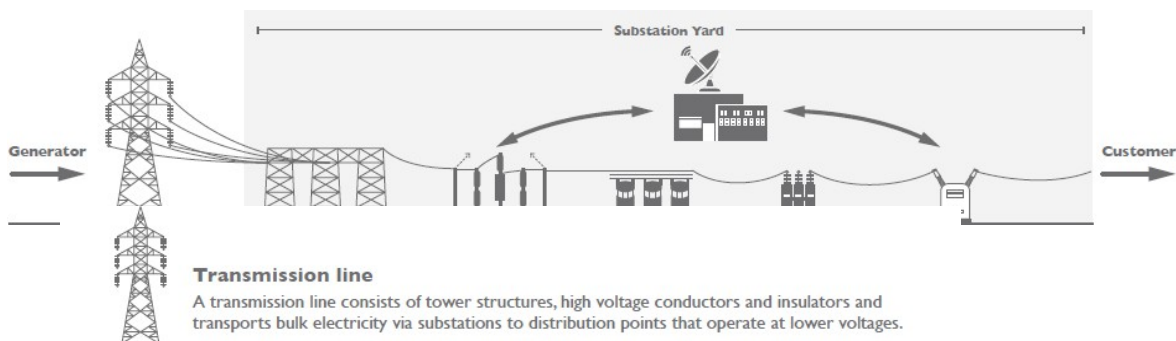 Substation Yard
Generator
Customer
Transmission line
A transmission line consists of tower structures, high voltage conductors and insulators and
transports bulk electricity via substations to distribution points that operate at lower voltages.